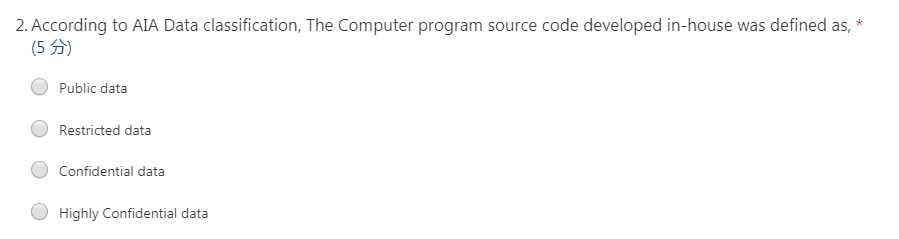 2. According to AIA Data classification, The Computer program source code developed in-house was defined as, *
(5 分)
Public data
Restricted data
Confidential data
Highly Confidential data